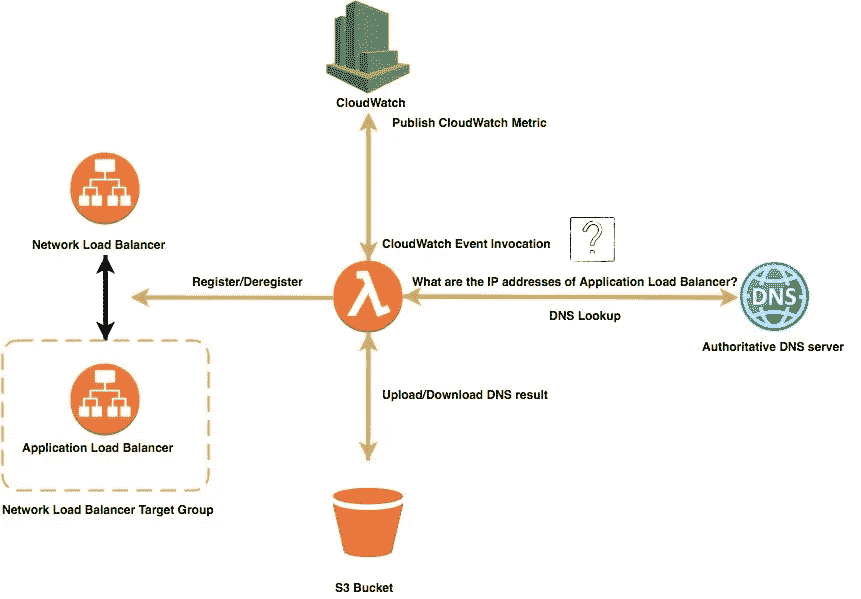 CloudWatch
Publish CloudWatch Metric
Network Load Balancer
CloudWatch Event Invocation
?
Register/Deregister
What are the IP addresses of Application Load Balancer?
λ
DNS
DNS Lookup
Authoritative DNS server
Upload/Download DNS result
Application Load Balancer
Network Load Balancer Target Group
S3 Bucket